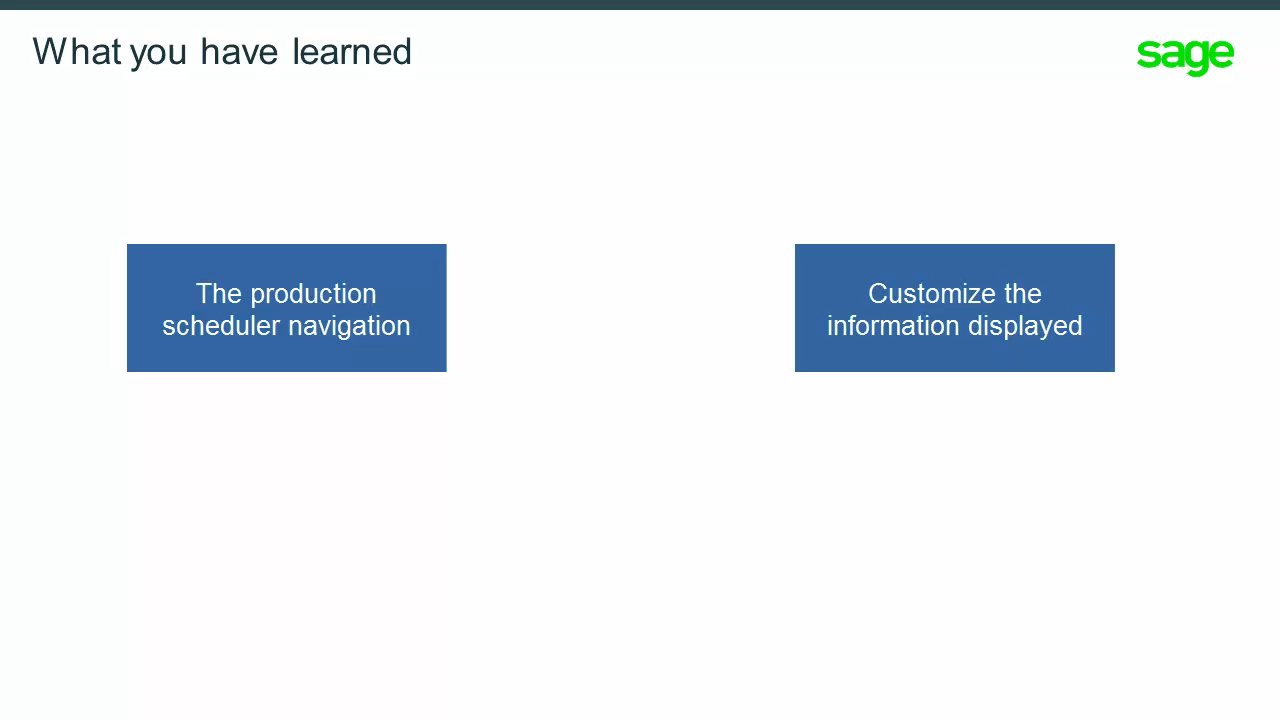 What you have learned
sage
The production
scheduler navigation
Customize the
information displayed